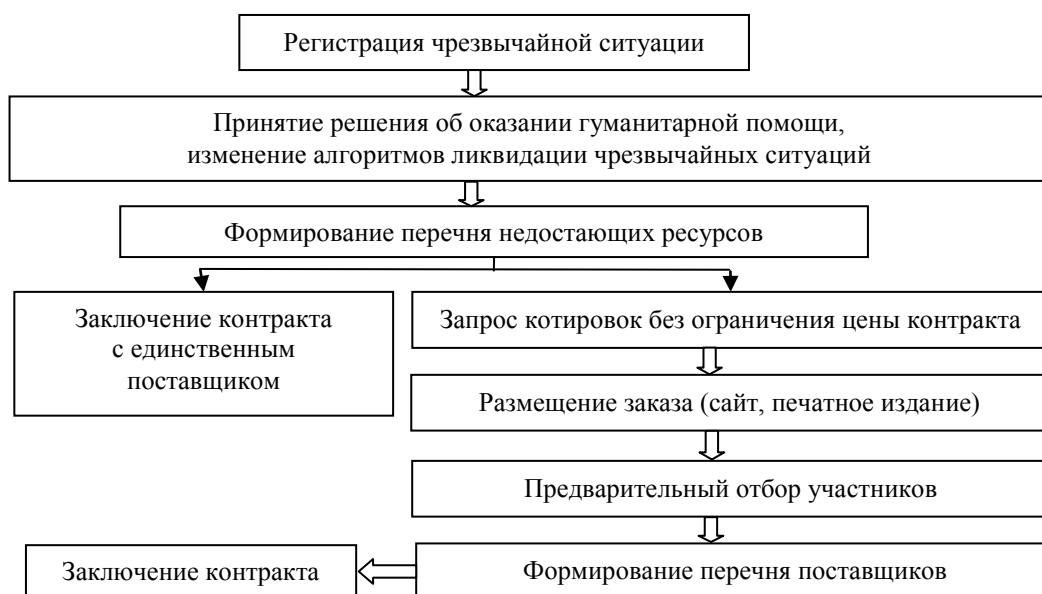 Регистрация чрезвычайной ситуации
Принятие решения об оказании гуманитарной помощи,
изменение алгоритмов ликвидации чрезвычайных ситуаций
Формирование перечня недостающих ресурсов
Заключение контракта
с единственным
поставщиком
Запрос котировок без ограничения цены контракта
Размещение заказа (сайт, печатное издание)
Предварительный отбор участников
Формирование перечня поставщиков
Заключение контракта